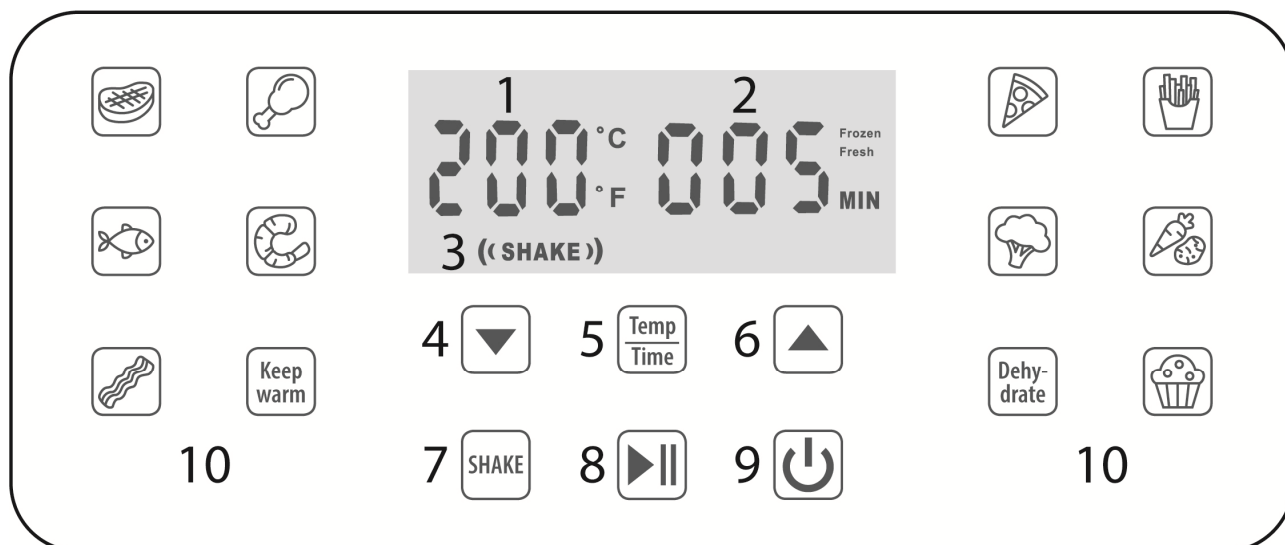 1
2
200 °C
°F
005
Frozen
Fresh
MIN
3 ((SHAKE))
4
5 Temp
Time
6
Keep
warm
Dehy-
drate
10
7 SHAKE
8
9
10